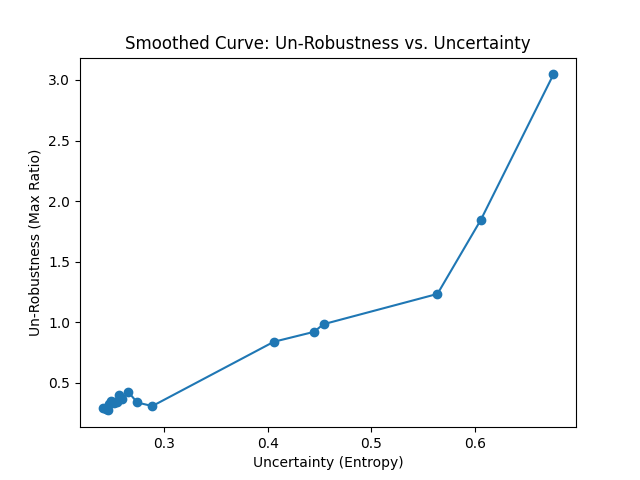 Smoothed Curve: Un-Robustness vs. Uncertainty
Un-Robustness (Max Ratio)
3.0
2.5
2.0
1.5
1.0
0.5
0.3 0.4 0.5 0.6
Uncertainty (Entropy)